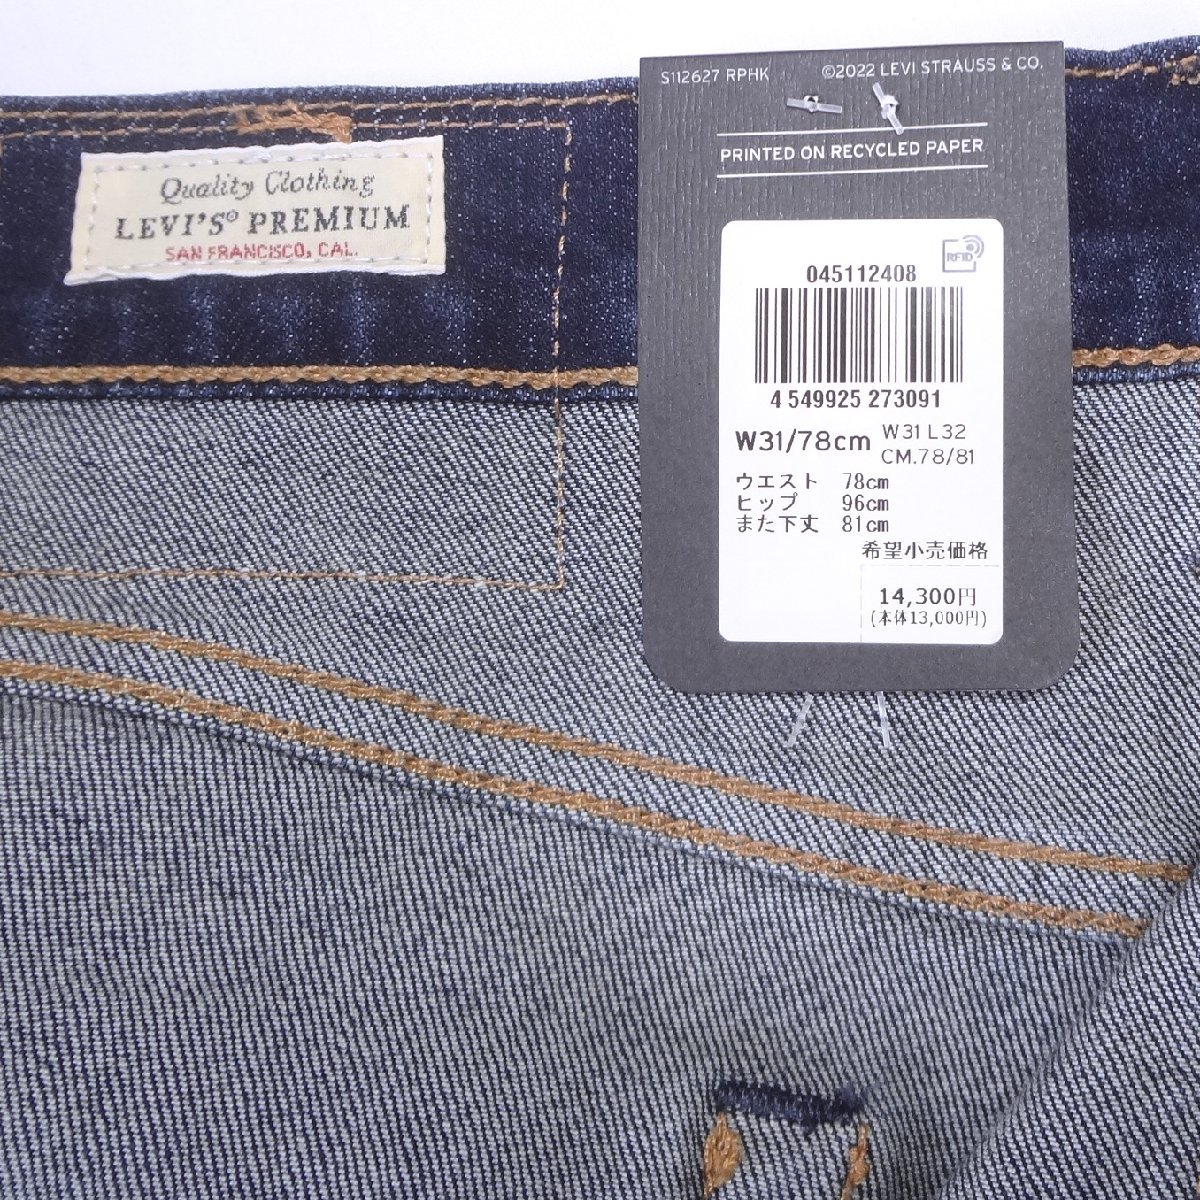 Quality Clothing
LEVI'S® PREMIUM
SAN FRANCISCO, CAL.
S112627 RPHK ©2022 LEVI STRAUSS & CO.
PRINTED ON RECYCLED PAPER
RFID
045112408
4 549925 273091
W31/78cm W31 L32
CM.78/81
ウエスト 78cm
ヒップ 96cm
また下丈 81cm
希望小売価格
14,300円
(本体13,000円)